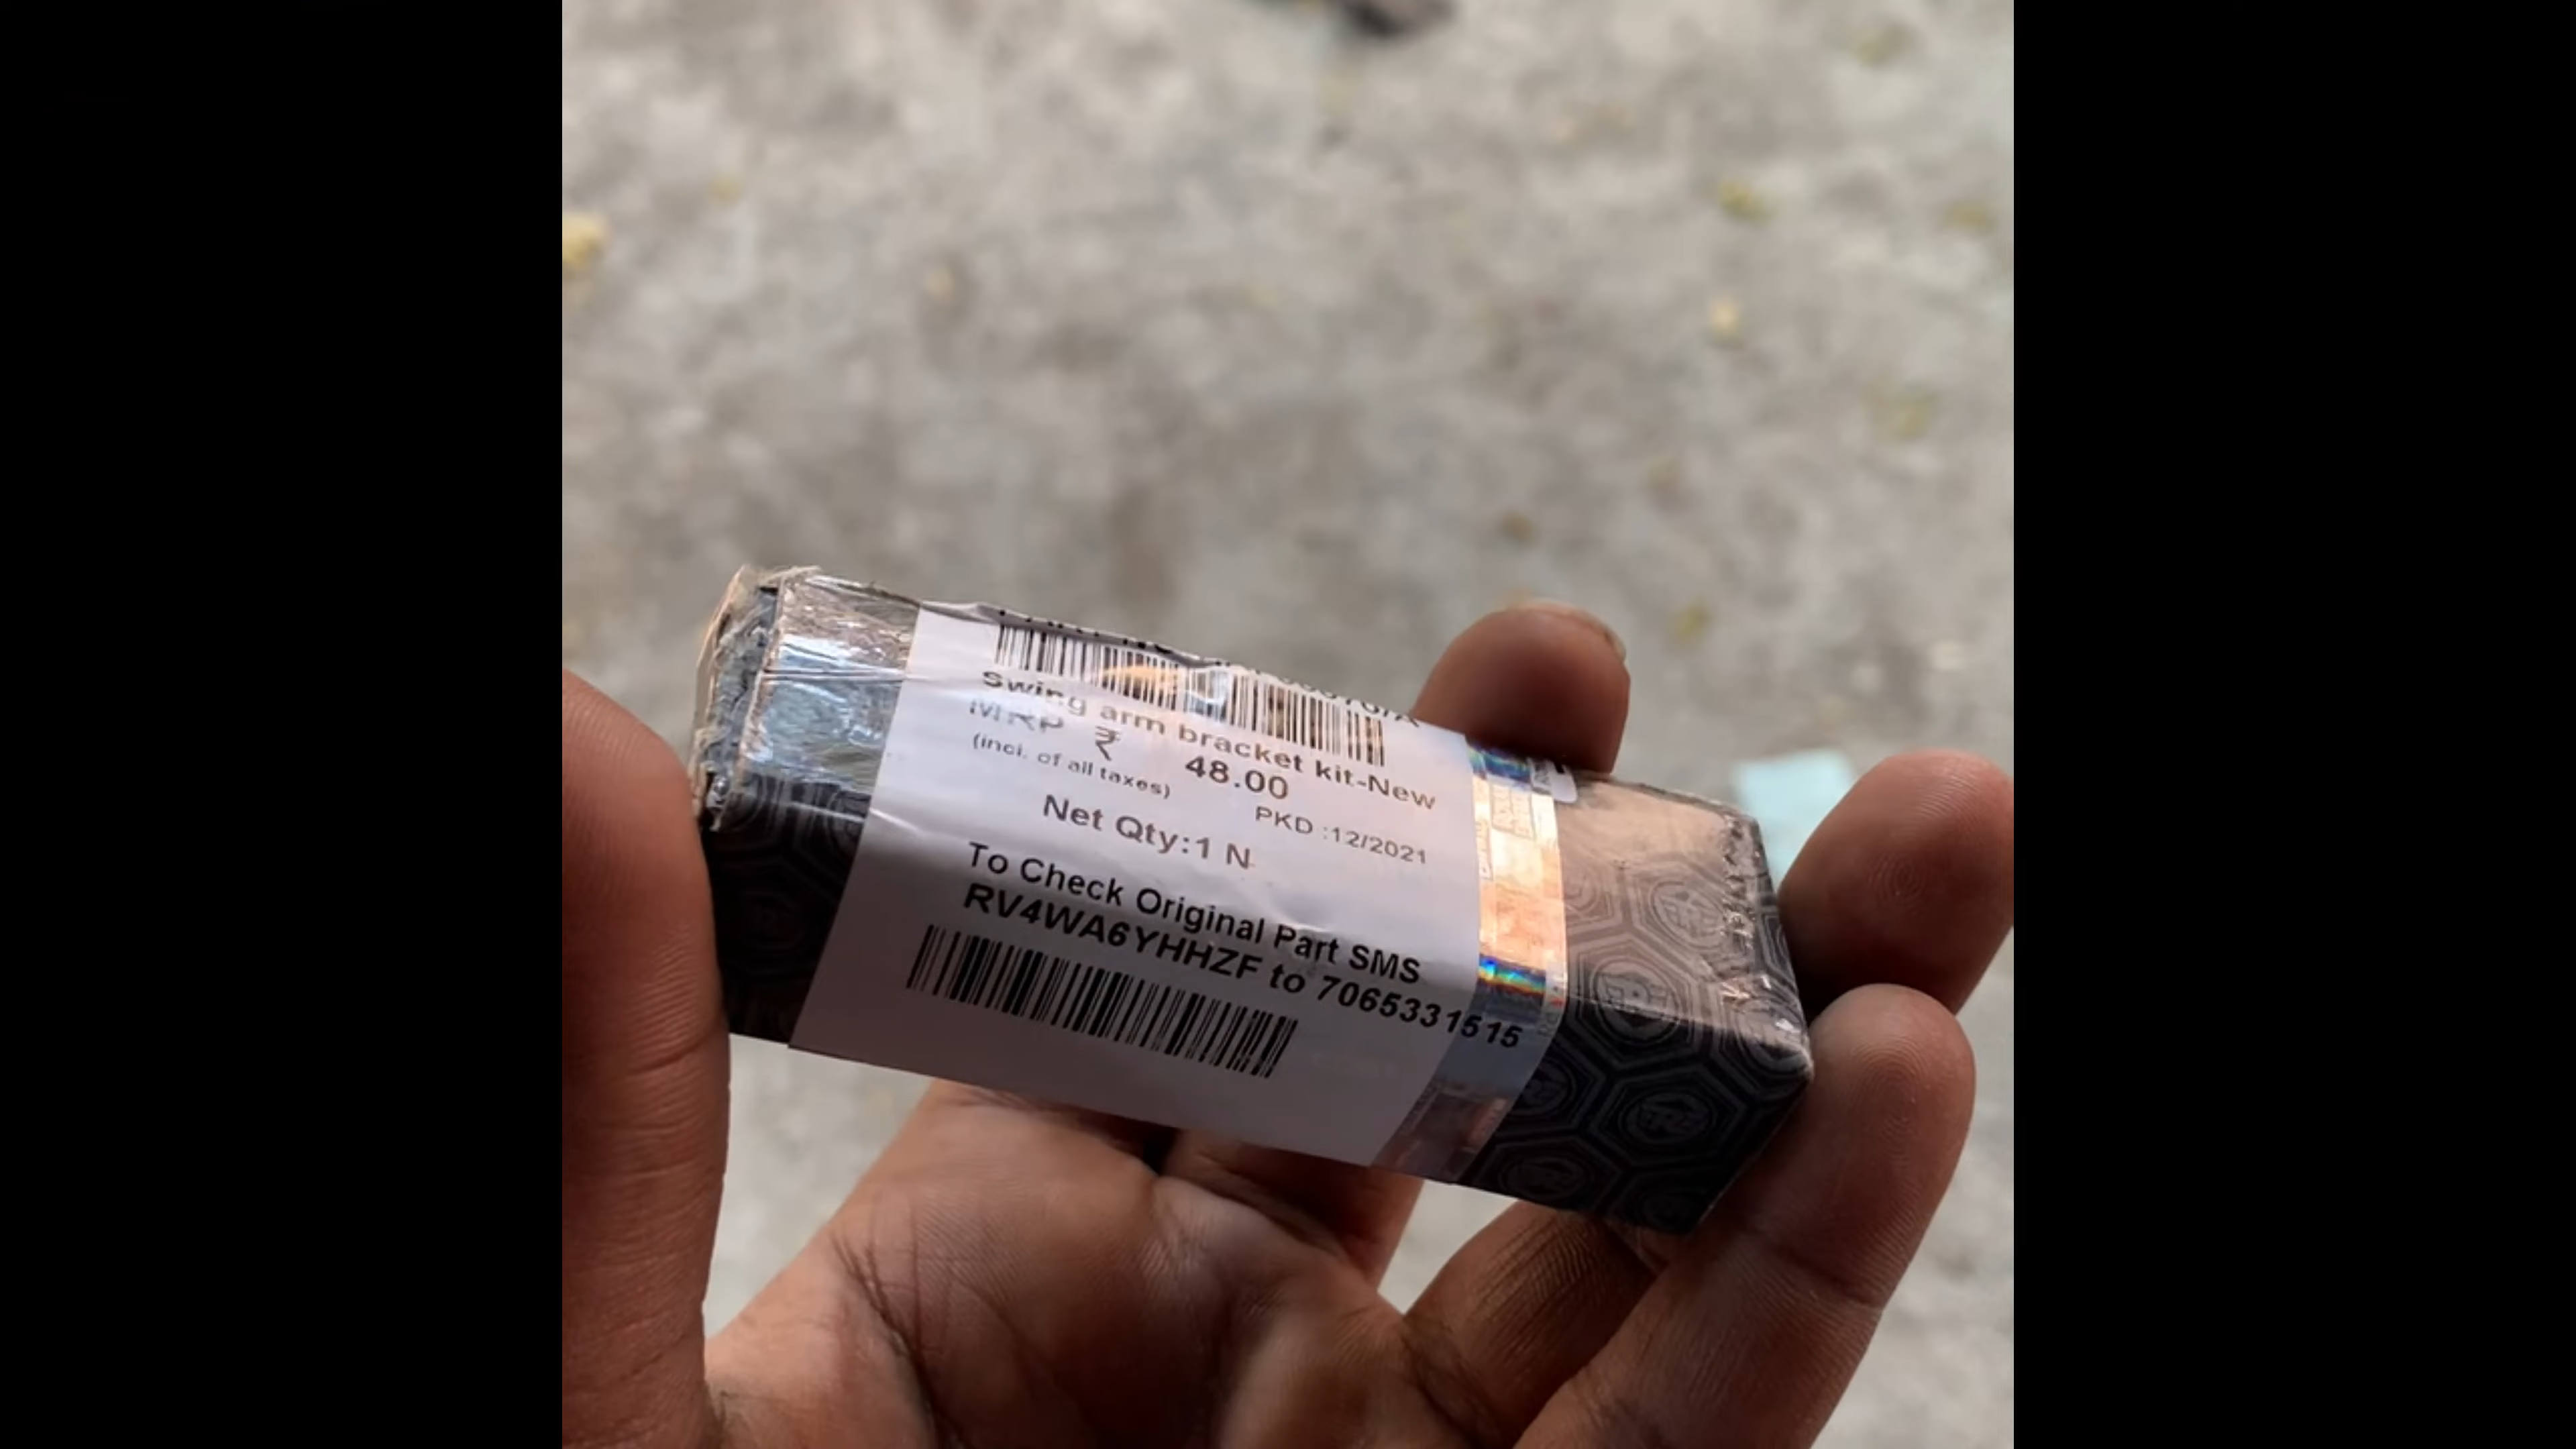 Swing arm bracket kit-New
MRP ₹ 48.00
(incl. of all taxes)
PKD :12/2021
Net Qty:1 N
To Check Original Part SMS
RV4WA6YHHZF to 7065331515